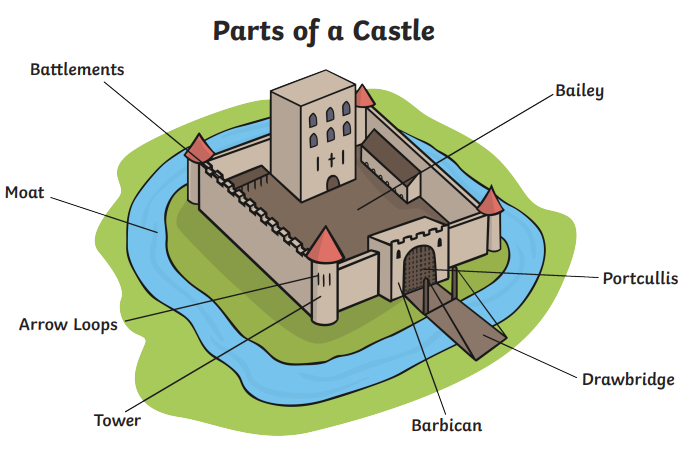 Parts of a Castle
Battlements
Bailey
Moat
Portcullis
Arrow Loops
Drawbridge
Tower
Barbican